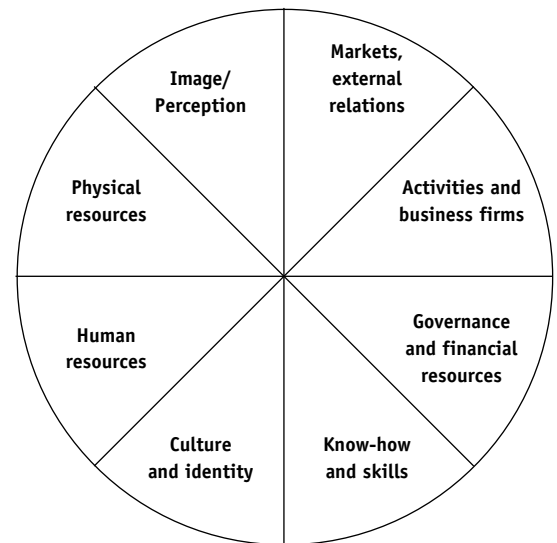 Image/
Perception
Markets,
external
relations
Physical
resources
Activities and
business firms
Human
resources
Governance
and financial
resources
Culture
and identity
Know-how
and skills